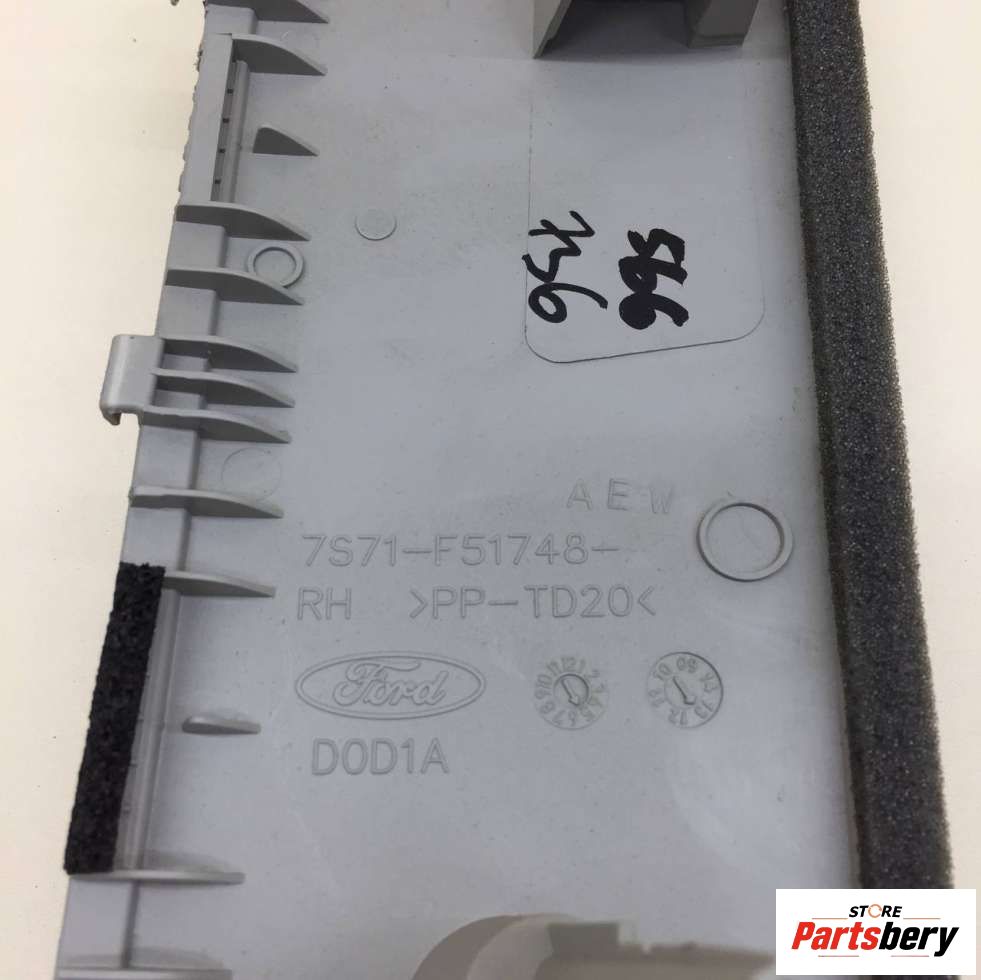 AEW
7S71-F51748-
RH >PP-TD20<
Ford
D0D1A
STORE
Partsbery